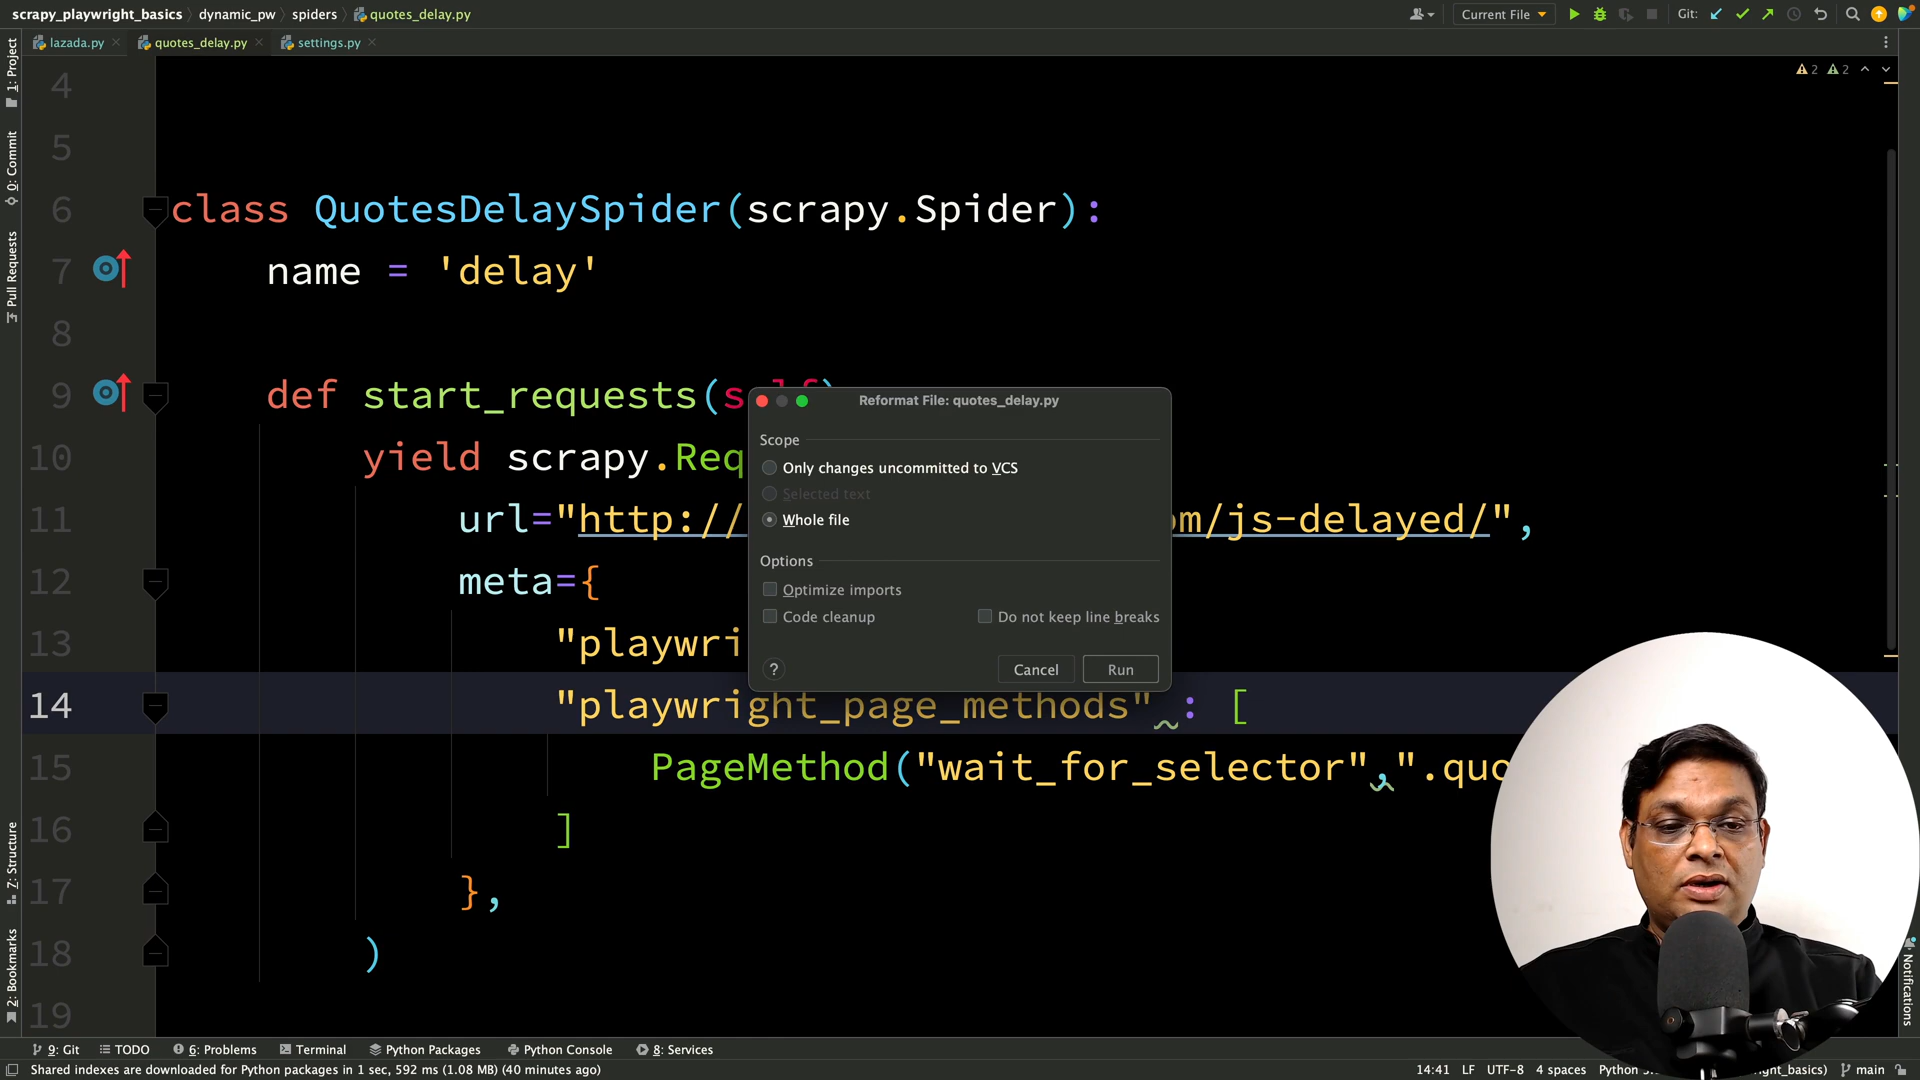 scrapy_playwright_basics dynamic_pw spiders quotes_delay.py
Current File Git:
lazada.py quotes_delay.py settings.py
2 2
1: Project
0: Commit
Pull Requests
Z: Structure
2: Bookmarks
Notifications
4
5
6 class QuotesDelaySpider(scrapy.Spider):
7 name = 'delay'
8
9 def start_requests(self)
10 yield scrapy.Req
11 url="http:// om/js-delayed/",
12 meta={
13 "playwri
14 "playwright_page_methods" : [
15 PageMethod("wait_for_selector",".quo
16 ]
17 },
18 )
19
Reformat File: quotes_delay.py
Scope
Only changes uncommitted to VCS
Selected text
Whole file
Options
Optimize imports
Code cleanup Do not keep line breaks
? Cancel Run
9: Git TODO 6: Problems Terminal Python Packages Python Console 8: Services
Shared indexes are downloaded for Python packages in 1 sec, 592 ms (1.08 MB) (40 minutes ago)
14:41 LF UTF-8 4 spaces Python ght_basics) main